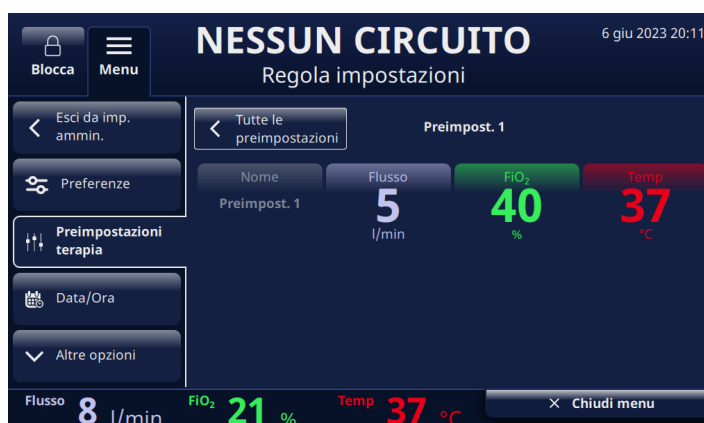 Blocca
Menu
NESSUN CIRCUITO
Regola impostazioni
6 giu 2023 20:11
Esci da imp.
ammin.
Preferenze
Preimpostazioni
terapia
Data/Ora
Altre opzioni
Tutte le
preimpostazioni
Preimpost. 1
Nome
Preimpost. 1
Flusso
5
l/min
FiO₂
40
%
Temp
37
°C
Flusso 8 l/min
FiO₂ 21 %
Temp 37 °C
× Chiudi menu